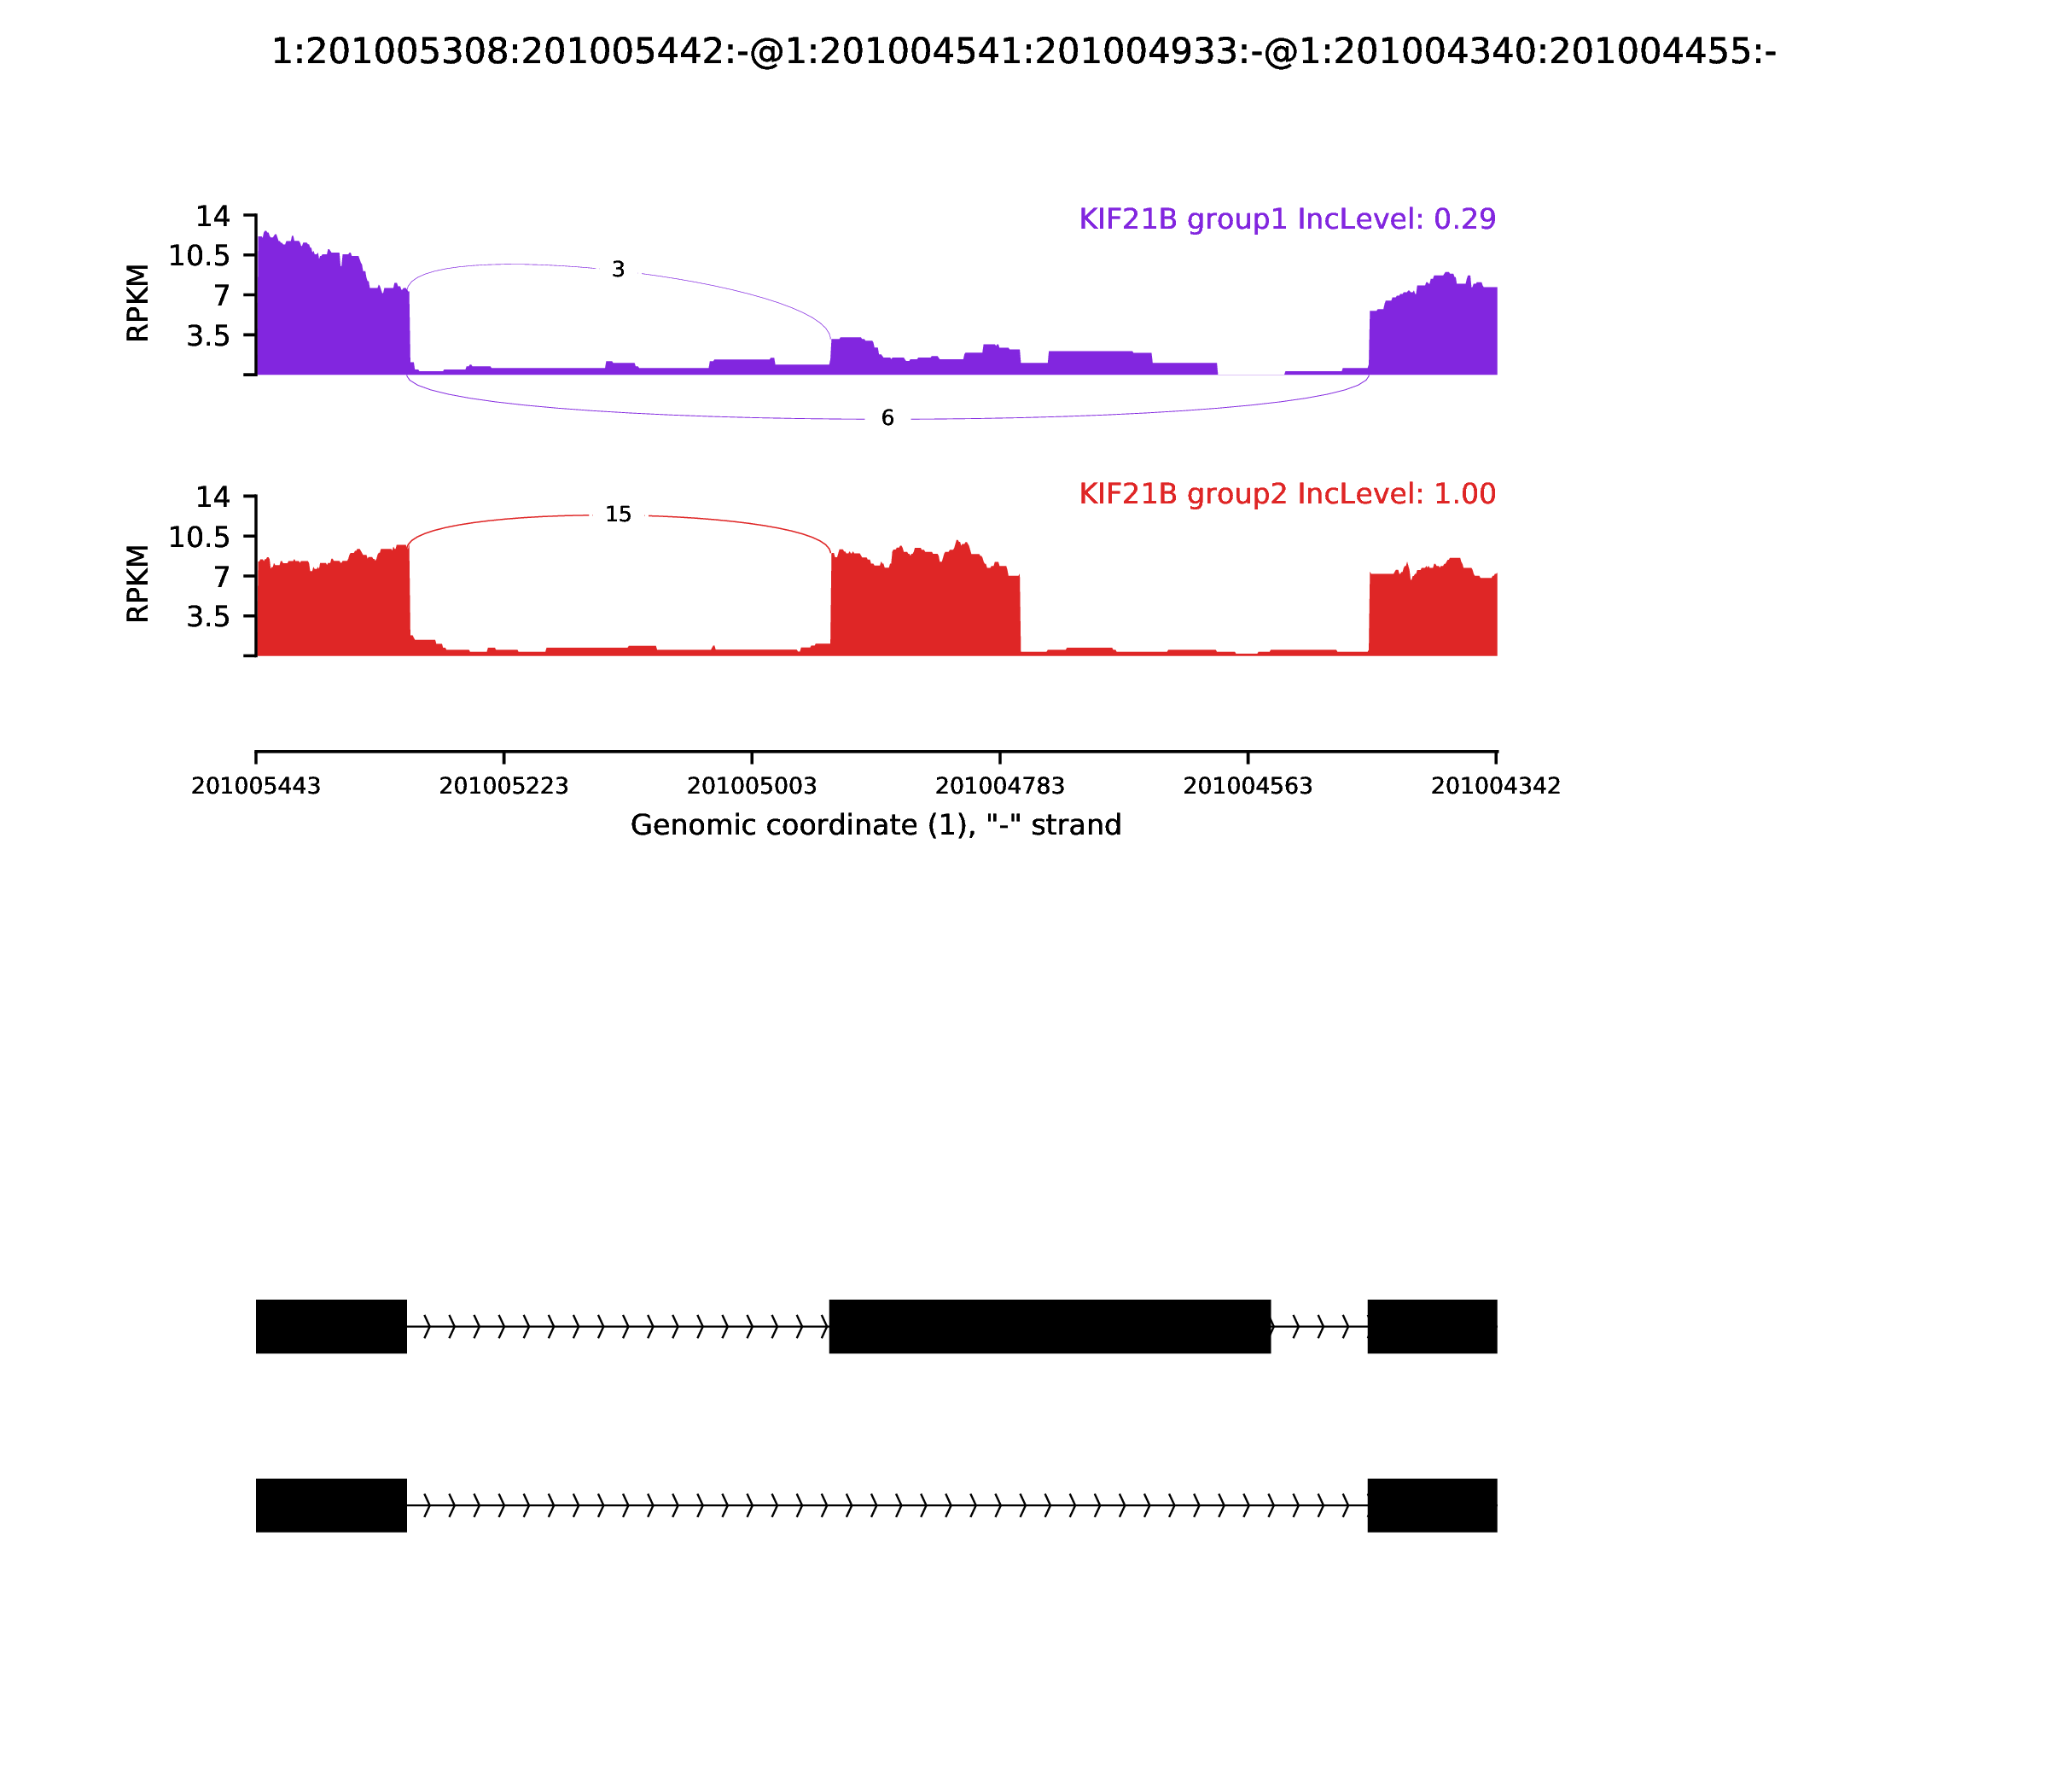 1:201005308:201005442:-@1:201004541:201004933:-@1:201004340:201004455:-
KIF21B group1 IncLevel: 0.29
14
10.5
7
3.5
RPKM
3
6
KIF21B group2 IncLevel: 1.00
14
10.5
7
3.5
RPKM
15
201005443 201005223 201005003 201004783 201004563 201004342
Genomic coordinate (1), "-" strand